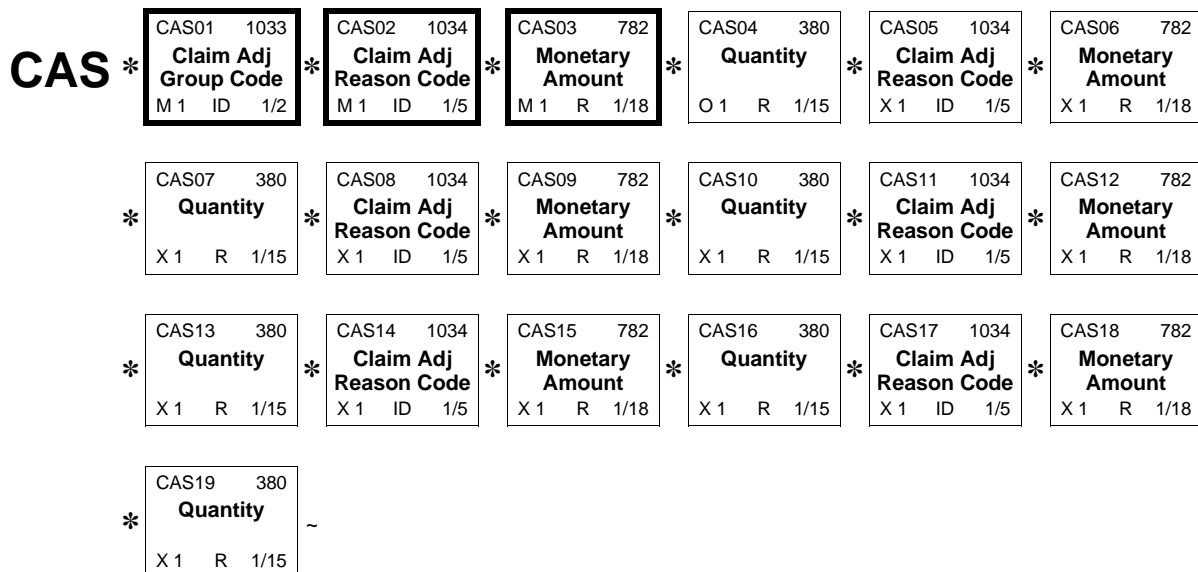 CAS * CAS01 1033 * CAS02 1034 * CAS03 782 * CAS04 380 * CAS05 1034 * CAS06 782
Claim Adj Claim Adj Monetary Quantity Claim Adj Monetary
Group Code Reason Code Amount Reason Code Amount
M 1 ID 1/2 M 1 ID 1/5 M 1 R 1/18 O 1 R 1/15 X 1 ID 1/5 X 1 R 1/18
* CAS07 380 * CAS08 1034 * CAS09 782 * CAS10 380 * CAS11 1034 * CAS12 782
Quantity Claim Adj Monetary Quantity Claim Adj Monetary
Reason Code Amount Reason Code Amount
X 1 R 1/15 X 1 ID 1/5 X 1 R 1/18 X 1 R 1/15 X 1 ID 1/5 X 1 R 1/18
* CAS13 380 * CAS14 1034 * CAS15 782 * CAS16 380 * CAS17 1034 * CAS18 782
Quantity Claim Adj Monetary Quantity Claim Adj Monetary
Reason Code Amount Reason Code Amount
X 1 R 1/15 X 1 ID 1/5 X 1 R 1/18 X 1 R 1/15 X 1 ID 1/5 X 1 R 1/18
* CAS19 380 ~
Quantity
X 1 R 1/15